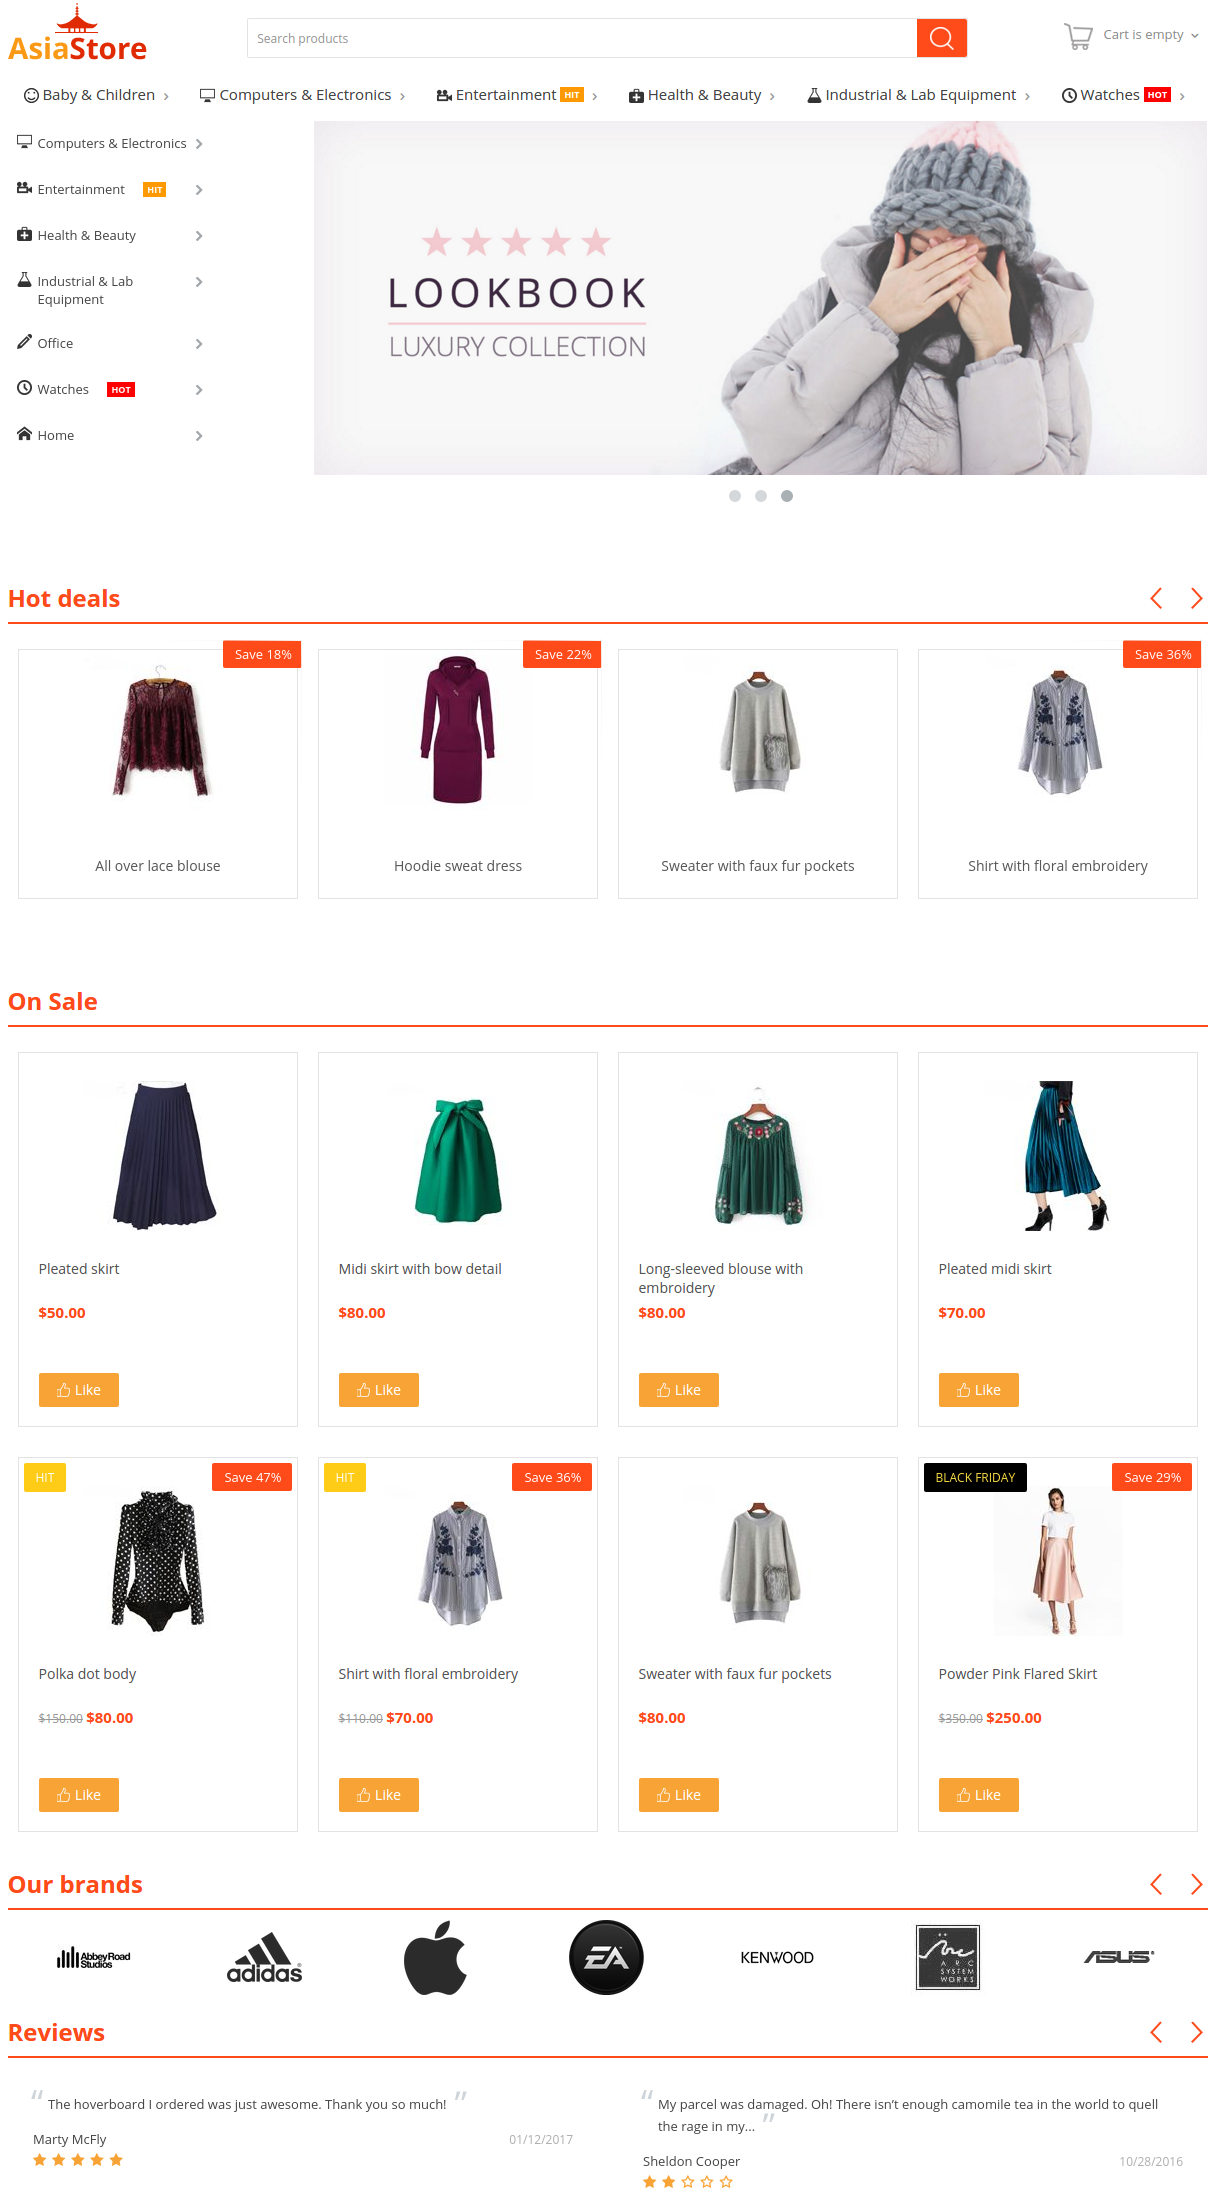 AsiaStore
Search products
Cart is empty
Baby & Children
Computers & Electronics
Entertainment HIT
Health & Beauty
Industrial & Lab Equipment
Watches HOT
Computers & Electronics
Entertainment HIT
Health & Beauty
Industrial & Lab
Equipment
Office
Watches HOT
Home
LOOKBOOK
LUXURY COLLECTION
Hot deals
Save 18%
Save 22%
Save 36%
All over lace blouse
Hoodie sweat dress
Sweater with faux fur pockets
Shirt with floral embroidery
On Sale
Pleated skirt
$50.00
Like
Midi skirt with bow detail
$80.00
Like
Long-sleeved blouse with
embroidery
$80.00
Like
Pleated midi skirt
$70.00
Like
HIT
Save 47%
Polka dot body
$150.00 $80.00
Like
HIT
Save 36%
Shirt with floral embroidery
$110.00 $70.00
Like
Sweater with faux fur pockets
$80.00
Like
BLACK FRIDAY
Save 29%
Powder Pink Flared Skirt
$350.00 $250.00
Like
Our brands
AbbeyRoad
Studios
adidas
EA
KENWOOD
Arc
ARC
SYSTEM
WORKS
ASUS
Reviews
“ The hoverboard I ordered was just awesome. Thank you so much! ”
Marty McFly
01/12/2017
“ My parcel was damaged. Oh! There isn’t enough camomile tea in the world to quell
the rage in my... ”
Sheldon Cooper
10/28/2016